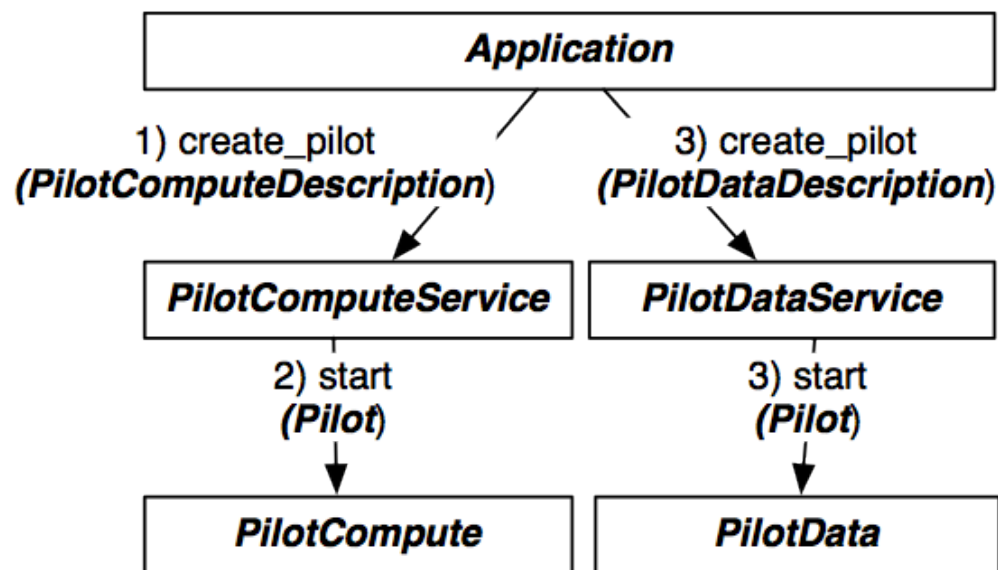 Application
1) create_pilot
(PilotComputeDescription)
3) create_pilot
(PilotDataDescription)
PilotComputeService
PilotDataService
2) start
(Pilot)
3) start
(Pilot)
PilotCompute
PilotData